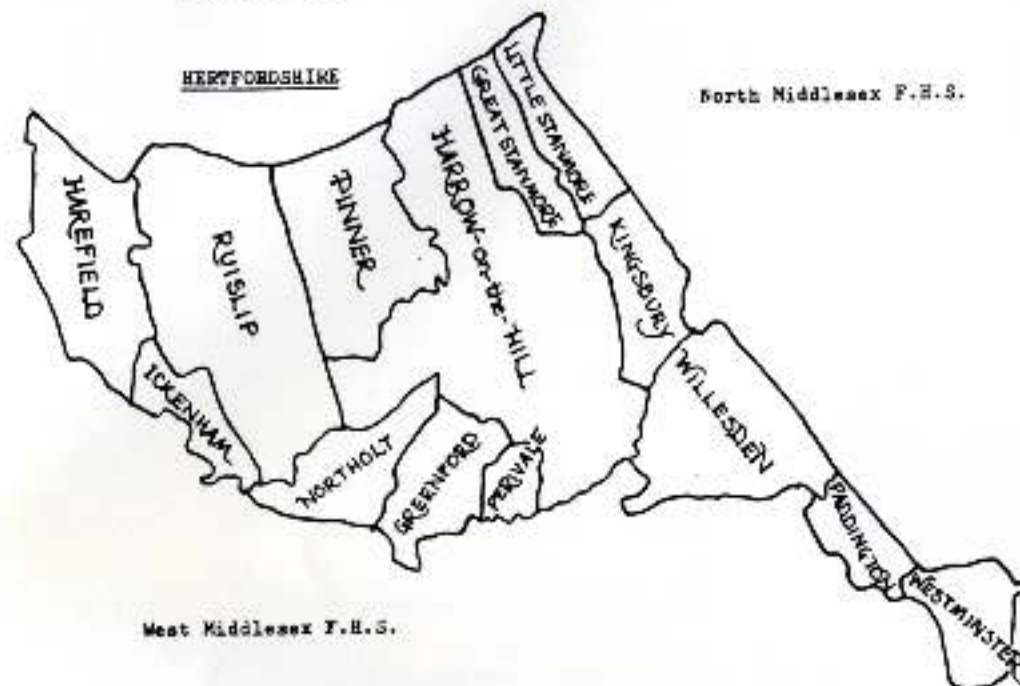 HERTFORDSHIRE
North Middlesex F.H.S.
LITTLE STANMORE
GREAT STANMORE
HARROW-on-the-HILL
PINNER
HAREFIELD
RUISLIP
KINGSBURY
ICKENHAM
WILLESDEN
NORTHOLT
GREENFORD
PERIVALE
PADDINGTON
WESTMINSTER
West Middlesex F.H.S.